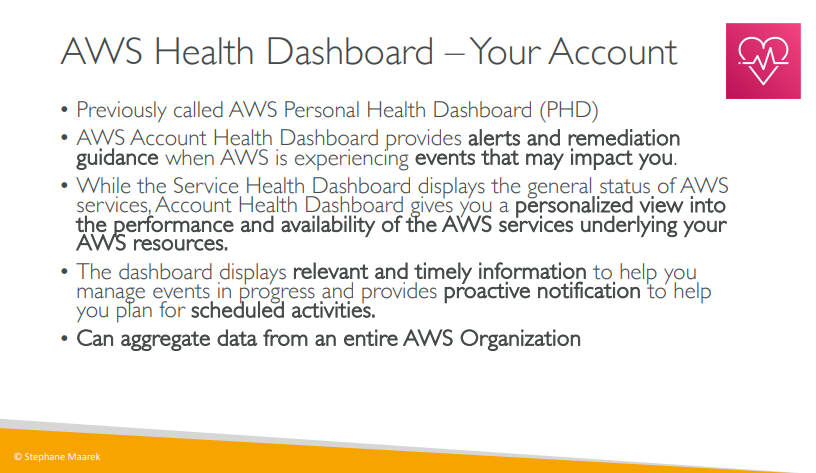 AWS Health Dashboard – Your Account
• Previously called AWS Personal Health Dashboard (PHD)
• AWS Account Health Dashboard provides alerts and remediation
guidance when AWS is experiencing events that may impact you.
• While the Service Health Dashboard displays the general status of AWS
services, Account Health Dashboard gives you a personalized view into
the performance and availability of the AWS services underlying your
AWS resources.
• The dashboard displays relevant and timely information to help you
manage events in progress and provides proactive notification to help
you plan for scheduled activities.
• Can aggregate data from an entire AWS Organization
© Stephane Maarek